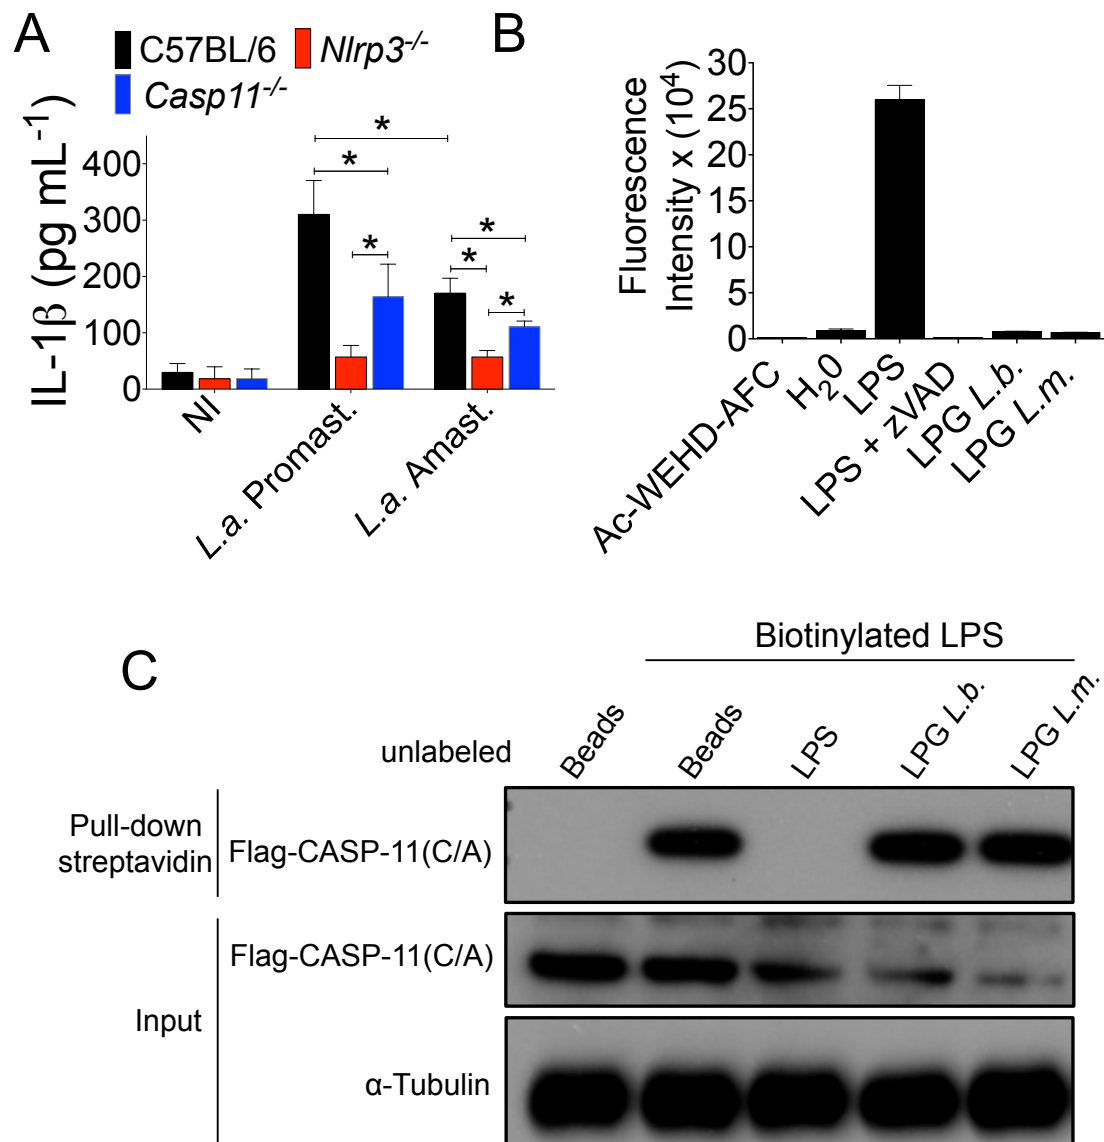 A
C57BL/6
Nlrp3-/-
Casp11-/-
IL-1β (pg mL-1)
400
300
200
100
0
*
*
*
*
*
*
NI
L.a. Promast.
L.a. Amast.
B
Fluorescence
Intensity x (10⁴)
30
25
20
15
10
5
0
Ac-WEHD-AFC
H₂0
LPS
LPS + zVAD
LPG L.b.
LPG L.m.
C
Biotinylated LPS
unlabeled
Beads
Beads
LPS
LPG L.b.
LPG L.m.
Pull-down
streptavidin
Flag-CASP-11(C/A)
Input
Flag-CASP-11(C/A)
α-Tubulin